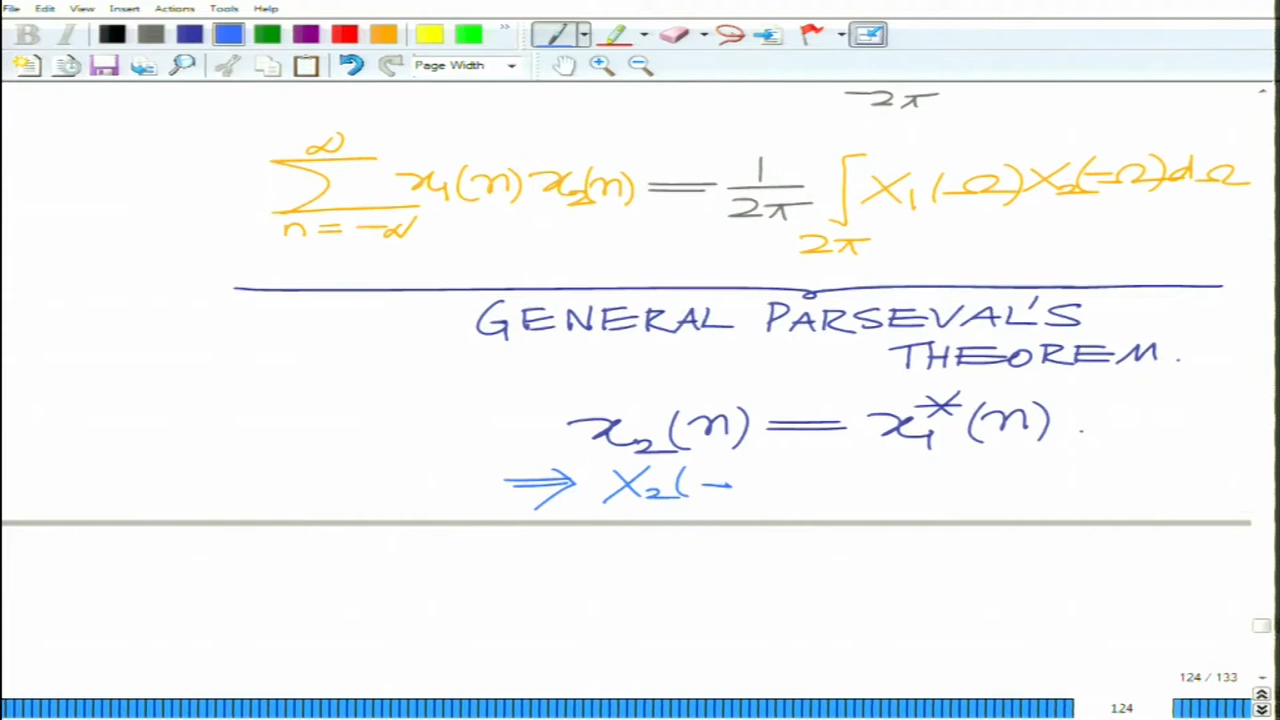 File Edit View Insert Actions Tools Help
B I
Page Width
-2π
∞
∑ x₁(n) x₂(n) = 1/2π ∫ X₁(Ω) X₂(-Ω) dΩ
n = -∞ 2π
GENERAL PARSEVAL'S
THEOREM.
x₂(n) = x₁*(n).
⇒ X₂(-
124 / 133
124